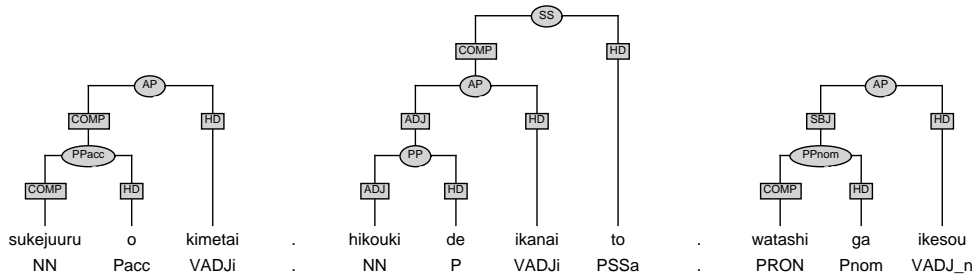 SS
COMP HD
AP AP AP
COMP HD ADJ HD SBJ HD
PPacc PP PPnom
COMP HD ADJ HD COMP HD
sukejuuru o kimetai . hikouki de ikanai to . watashi ga ikesou
NN Pacc VADJi . NN P VADJi PSSa . PRON Pnom VADJ_n